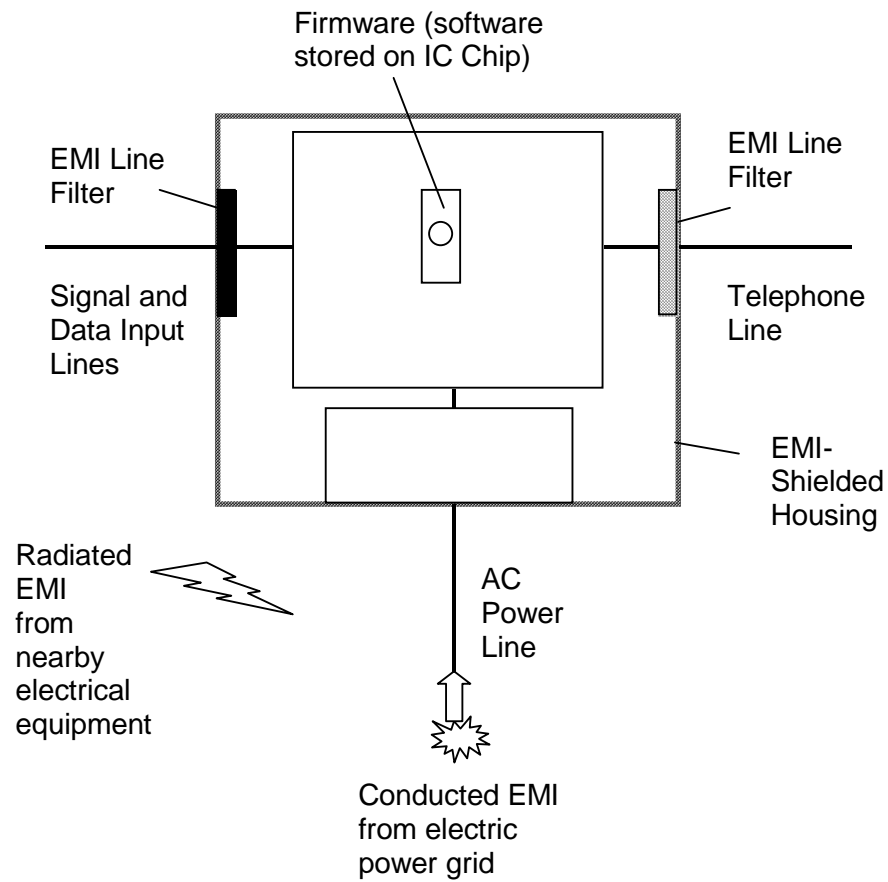 Firmware (software
stored on IC Chip)
EMI Line
Filter
EMI Line
Filter
Signal and
Data Input
Lines
Telephone
Line
EMI-
Shielded
Housing
Radiated
EMI
from
nearby
electrical
equipment
AC
Power
Line
Conducted EMI
from electric
power grid